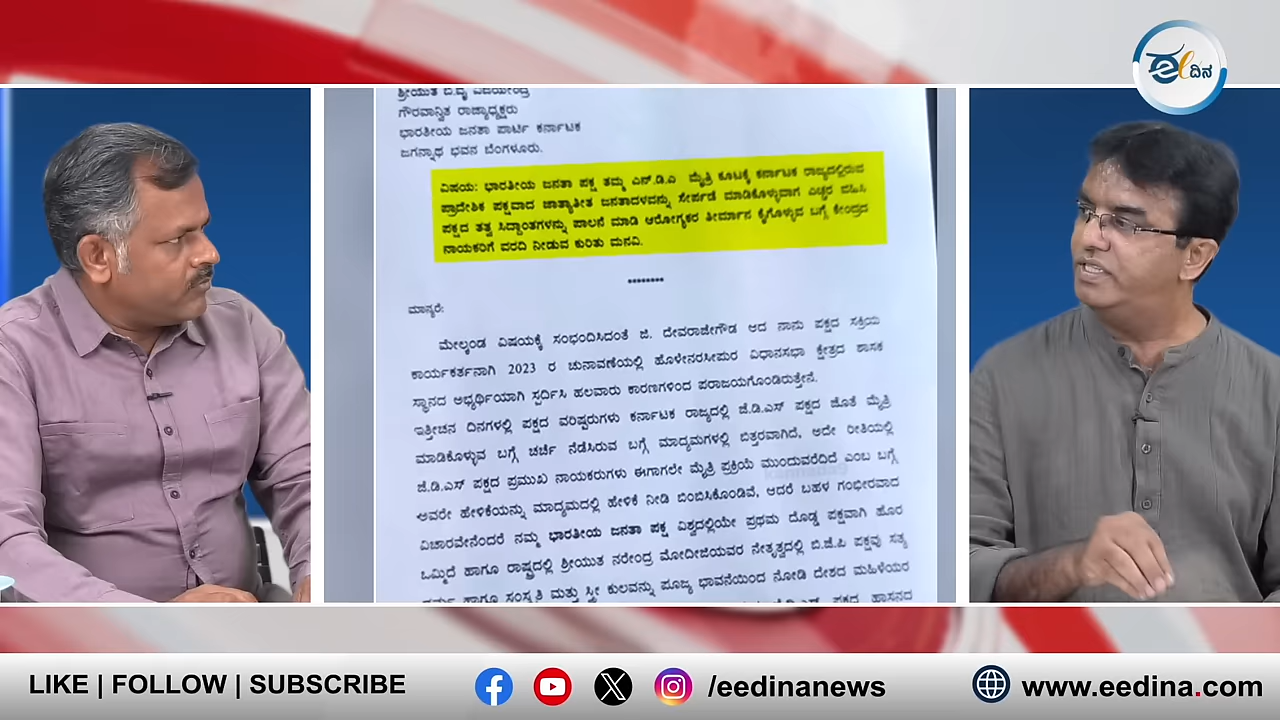 ಈದಿನ
ಶ್ರೀಯುತ ಬಿ.ವೈ ವಿಜಯೇಂದ್ರ
ಗೌರವಾನ್ವಿತ ರಾಜ್ಯಾಧ್ಯಕ್ಷರು
ಭಾರತೀಯ ಜನತಾ ಪಾರ್ಟಿ ಕರ್ನಾಟಕ
ಜಗನ್ನಾಥ ಭವನ ಬೆಂಗಳೂರು.
ವಿಷಯ: ಭಾರತೀಯ ಜನತಾ ಪಕ್ಷ ತಮ್ಮ ಎನ್.ಡಿ.ಎ ಮೈತ್ರಿ ಕೂಟಕ್ಕೆ ಕರ್ನಾಟಕ ರಾಜ್ಯದಲ್ಲಿರುವ
ಪ್ರಾದೇಶಿಕ ಪಕ್ಷವಾದ ಜಾತ್ಯಾತೀತ ಜನತಾದಳವನ್ನು ಸೇರ್ಪಡೆ ಮಾಡಿಕೊಳ್ಳುವಾಗ ಎಚ್ಚರ ವಹಿಸಿ
ಪಕ್ಷದ ತತ್ವ ಸಿದ್ಧಾಂತಗಳನ್ನು ಪಾಲನೆ ಮಾಡಿ ಆರೋಗ್ಯಕರ ತೀರ್ಮಾನ ಕೈಗೊಳ್ಳುವ ಬಗ್ಗೆ ಕೇಂದ್ರದ
ನಾಯಕರಿಗೆ ವರದಿ ನೀಡುವ ಕುರಿತು ಮನವಿ.
********
ಮಾನ್ಯರೆ:
ಮೇಲ್ಕಂಡ ವಿಷಯಕ್ಕೆ ಸಂಭಂದಿಸಿದಂತೆ ಜಿ. ದೇವರಾಜೇಗೌಡ ಆದ ನಾನು ಪಕ್ಷದ ಸಕ್ರಿಯ
ಕಾರ್ಯಕರ್ತನಾಗಿ 2023 ರ ಚುನಾವಣೆಯಲ್ಲಿ ಹೊಳೇನರಸೀಪುರ ವಿಧಾನಸಭಾ ಕ್ಷೇತ್ರದ ಶಾಸಕ
ಸ್ಥಾನದ ಅಭ್ಯರ್ಥಿಯಾಗಿ ಸ್ಪರ್ದಿಸಿ ಹಲವಾರು ಕಾರಣಗಳಿಂದ ಪರಾಜಯಗೊಂಡಿರುತ್ತೇನೆ.
ಇತ್ತೀಚಿನ ದಿನಗಳಲ್ಲಿ ಪಕ್ಷದ ವರಿಷ್ಠರುಗಳು ಕರ್ನಾಟಕ ರಾಜ್ಯದಲ್ಲಿ ಜೆ.ಡಿ.ಎಸ್ ಪಕ್ಷದ ಜೊತೆ ಮೈತ್ರಿ
ಮಾಡಿಕೊಳ್ಳುವ ಬಗ್ಗೆ ಚರ್ಚೆ ನೆಡೆಸಿರುವ ಬಗ್ಗೆ ಮಾದ್ಯಮಗಳಲ್ಲಿ ಬಿತ್ತರವಾಗಿದೆ, ಅದೇ ರೀತಿಯಲ್ಲಿ
ಜೆ.ಡಿ.ಎಸ್ ಪಕ್ಷದ ಪ್ರಮುಖ ನಾಯಕರುಗಳು ಈಗಾಗಲೇ ಮೈತ್ರಿ ಪ್ರಕ್ರಿಯೆ ಮುಂದುವರೆದಿದೆ ಎಂಬ ಬಗ್ಗೆ
ಅವರೇ ಹೇಳಿಕೆಯನ್ನು ಮಾದ್ಯಮದಲ್ಲಿ ಹೇಳಿಕೆ ನೀಡಿ ಬಿಂಬಿಸಿಕೊಂಡಿವೆ, ಆದರೆ ಬಹಳ ಗಂಭೀರವಾದ
ವಿಚಾರವೇನೆಂದರೆ ನಮ್ಮ ಭಾರತೀಯ ಜನತಾ ಪಕ್ಷ ವಿಶ್ವದಲ್ಲಿಯೇ ಪ್ರಥಮ ದೊಡ್ಡ ಪಕ್ಷವಾಗಿ ಹೊರ
ಒಮ್ಮಿದೆ ಹಾಗೂ ರಾಷ್ಟ್ರದಲ್ಲಿ ಶ್ರೀಯುತ ನರೇಂದ್ರ ಮೋದೀಜಿಯವರ ನೇತೃತ್ವದಲ್ಲಿ ಬಿ.ಜೆ.ಪಿ ಪಕ್ಷವು ಸತ್ಯ
ಧರ್ಮ ಹಾಗೂ ಸಂಸ್ಕೃತಿ ಮತ್ತು ಸ್ತ್ರೀ ಕುಲವನ್ನು ಪೂಜ್ಯ ಭಾವನೆಯಿಂದ ನೋಡಿ ದೇಶದ ಮಹಿಳೆಯರ
ಪಕ್ಷದ ಹಾಸನದ
LIKE | FOLLOW | SUBSCRIBE
/eedinanews
www.eedina.com